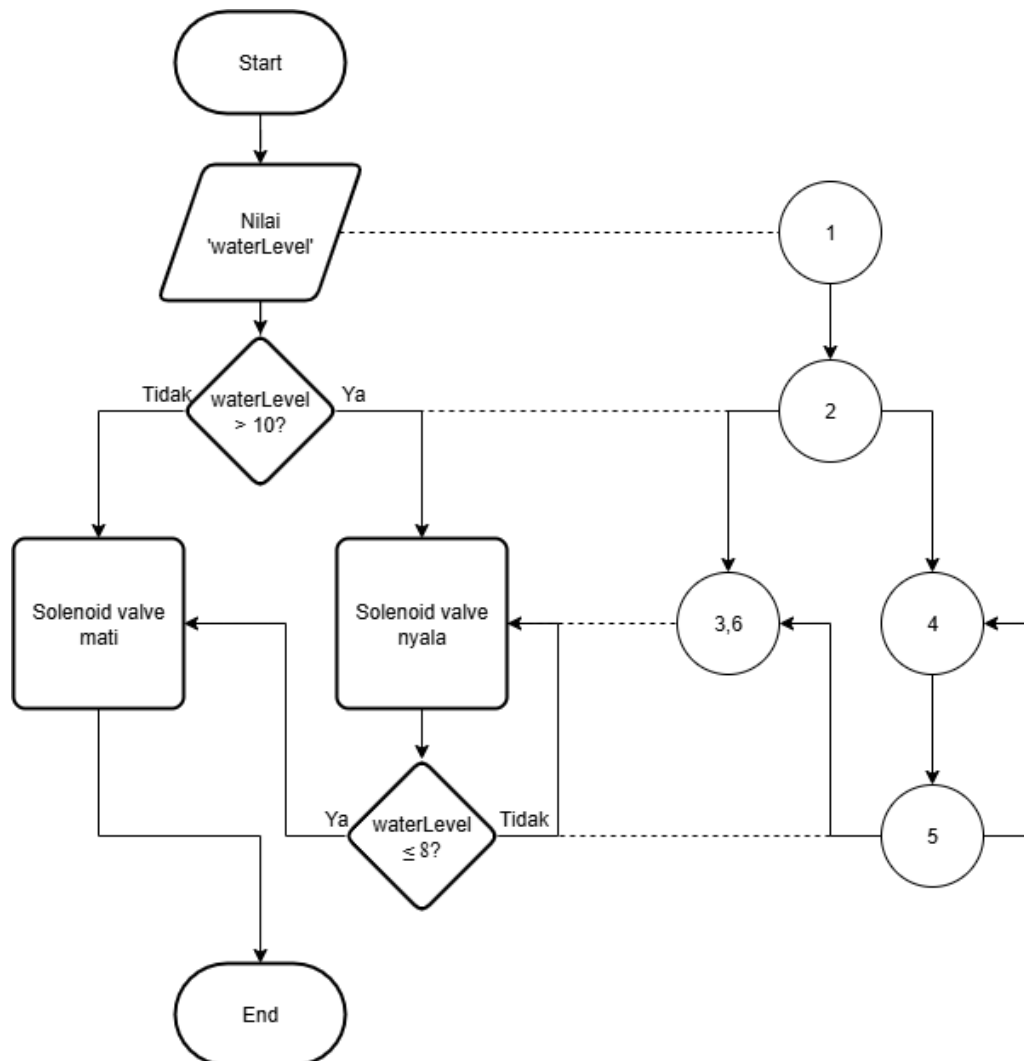 Start
Nilai
'waterLevel'
1
Tidak
waterLevel
> 10?
Ya
2
Solenoid valve
mati
Solenoid valve
nyala
3,6
4
Ya
waterLevel
≤ 8?
Tidak
5
End